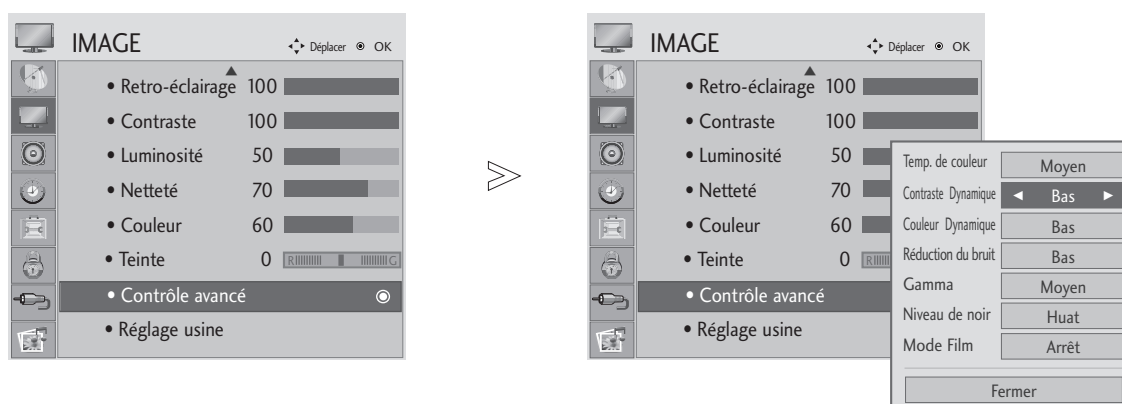 IMAGE Déplacer OK
• Retro-éclairage 100
• Contraste 100
• Luminosité 50
• Netteté 70
• Couleur 60
• Teinte 0 R G
• Contrôle avancé
• Réglage usine
IMAGE Déplacer OK
• Retro-éclairage 100
• Contraste 100
• Luminosité 50
• Netteté 70
• Couleur 60
• Teinte 0 R
• Contrôle avancé
• Réglage usine
Temp. de couleur Moyen
Contraste Dynamique ◄ Bas ►
Couleur Dynamique Bas
Réduction du bruit Bas
Gamma Moyen
Niveau de noir Huat
Mode Film Arrêt
Fermer